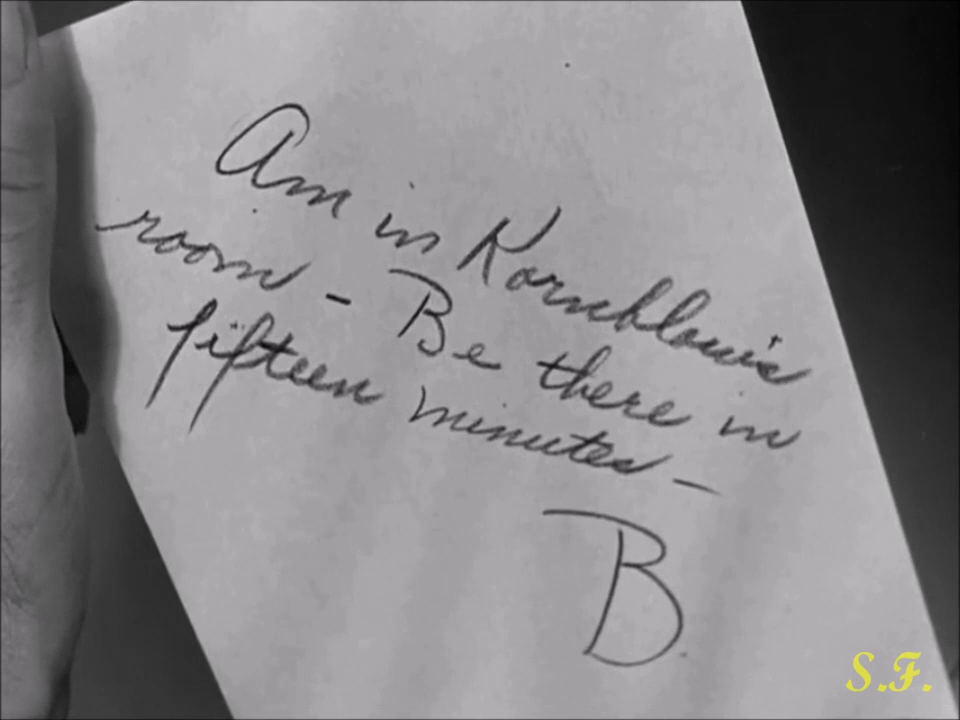 Am in Kornblow's
room - Be there in
fifteen minutes -
B.
S.F.